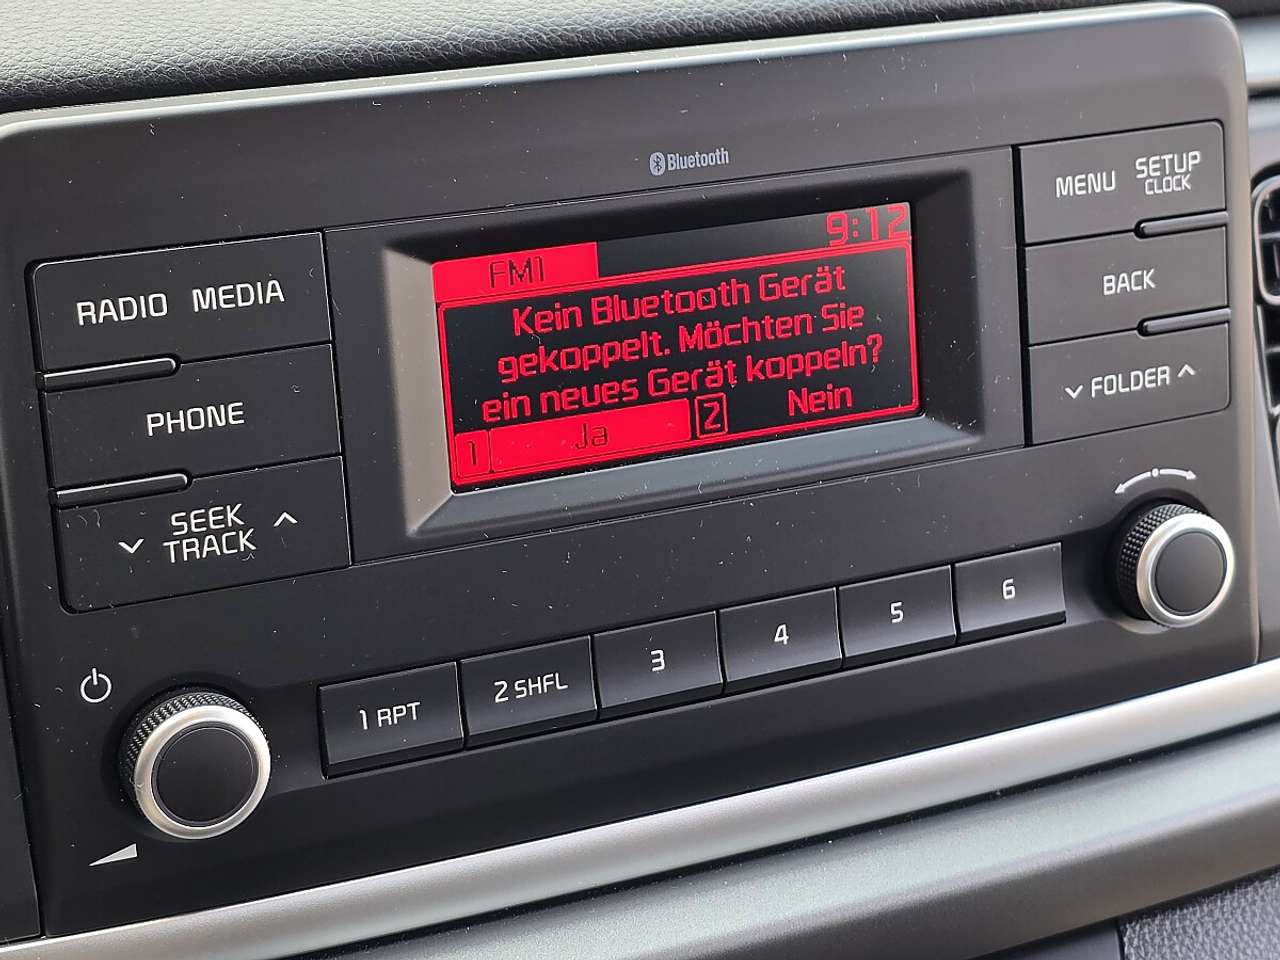 Bluetooth
MENU SETUP
CLOCK
RADIO MEDIA
FM1 9:12
Kein Bluetooth Gerät
gekoppelt. Möchten Sie
ein neues Gerät koppeln?
1 Ja 2 Nein
BACK
PHONE
FOLDER
SEEK
TRACK
1 RPT 2 SHFL 3 4 5 6